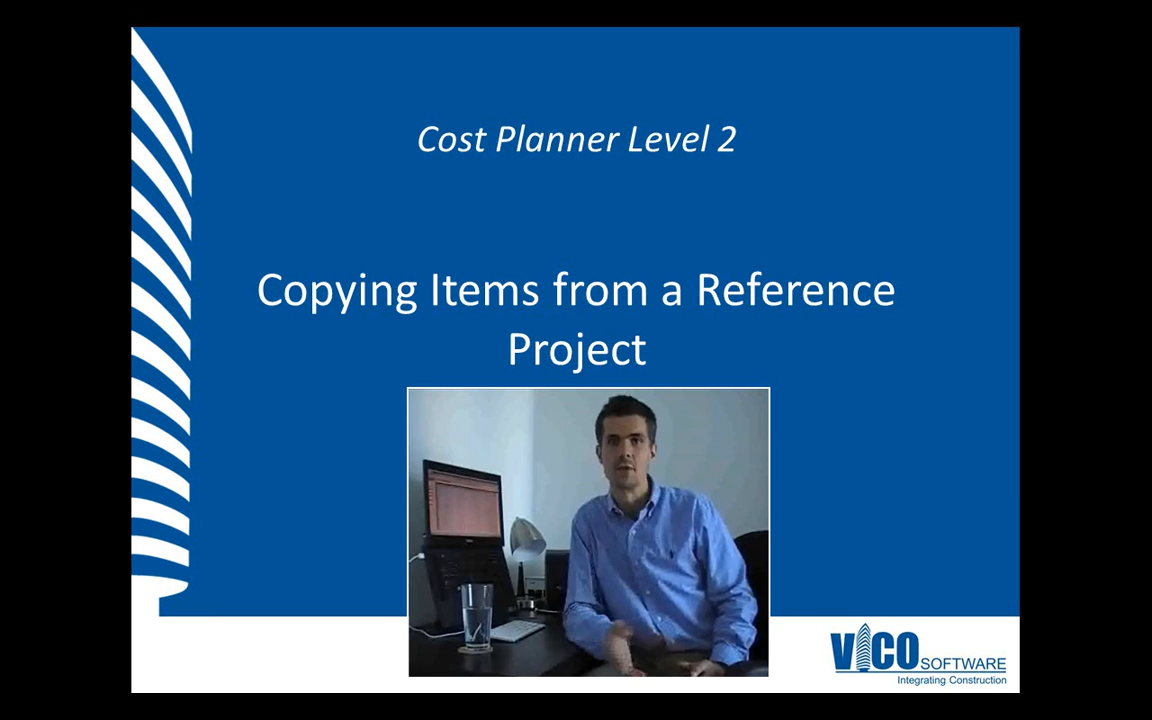 Cost Planner Level 2
Copying Items from a Reference
Project
VICO SOFTWARE
Integrating Construction